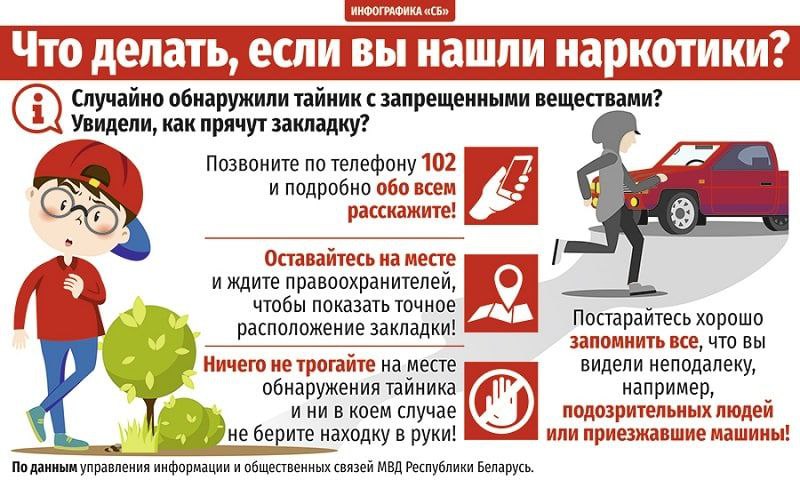 ИНФОГРАФИКА «СБ»
Что делать, если вы нашли наркотики?
Случайно обнаружили тайник с запрещенными веществами?
Увидели, как прячут закладку?
Позвоните по телефону 102
и подробно обо всем
расскажите!
Оставайтесь на месте
и ждите правоохранителей,
чтобы показать точное
расположение закладки!
Ничего не трогайте на месте
обнаружения тайника
и ни в коем случае
не берите находку в руки!
Постарайтесь хорошо
запомнить все, что вы
видели неподалеку,
например,
подозрительных людей
или приезжавшие машины!
По данным управления информации и общественных связей МВД Республики Беларусь.